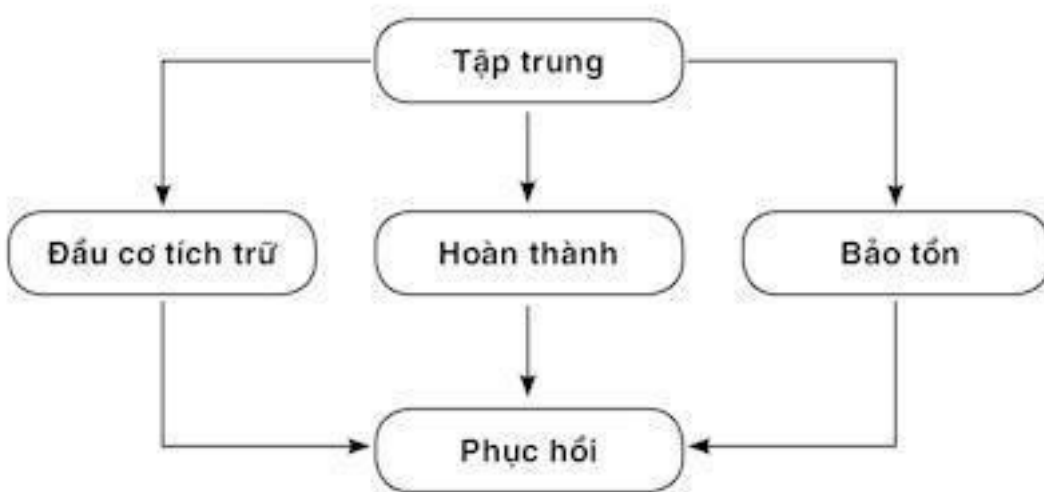 Tập trung
Đầu cơ tích trữ
Hoàn thành
Bảo tồn
Phục hồi